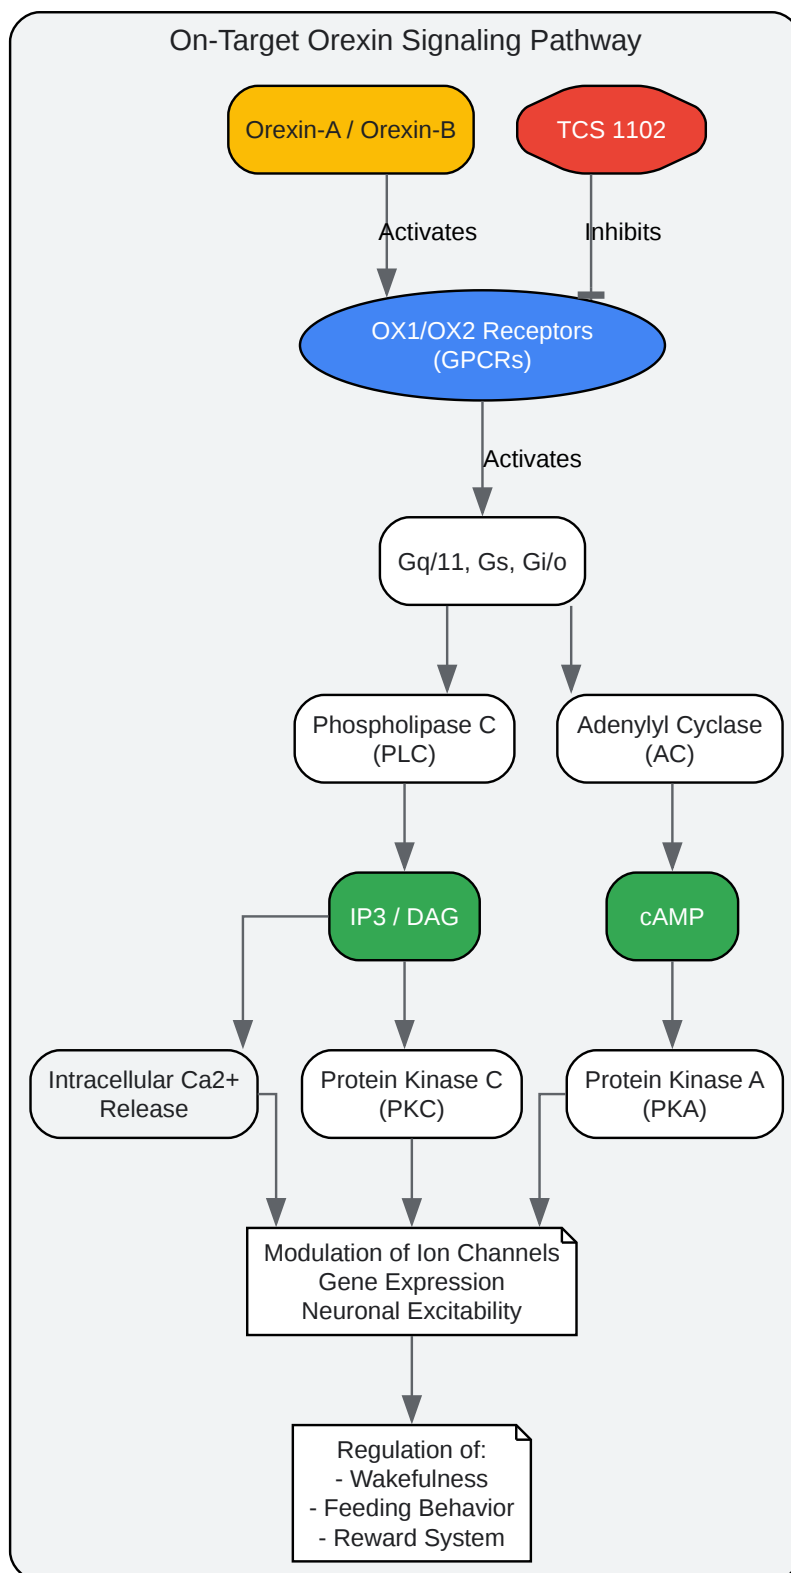 On-Target Orexin Signaling Pathway
Orexin-A / Orexin-B
TCS 1102
Activates
Inhibits
OX1/OX2 Receptors
(GPCRs)
Activates
Gq/11, Gs, Gi/o
Phospholipase C
(PLC)
Adenylyl Cyclase
(AC)
IP3 / DAG
cAMP
Intracellular Ca2+
Release
Protein Kinase C
(PKC)
Protein Kinase A
(PKA)
Modulation of Ion Channels
Gene Expression
Neuronal Excitability
Regulation of:
- Wakefulness
- Feeding Behavior
- Reward System